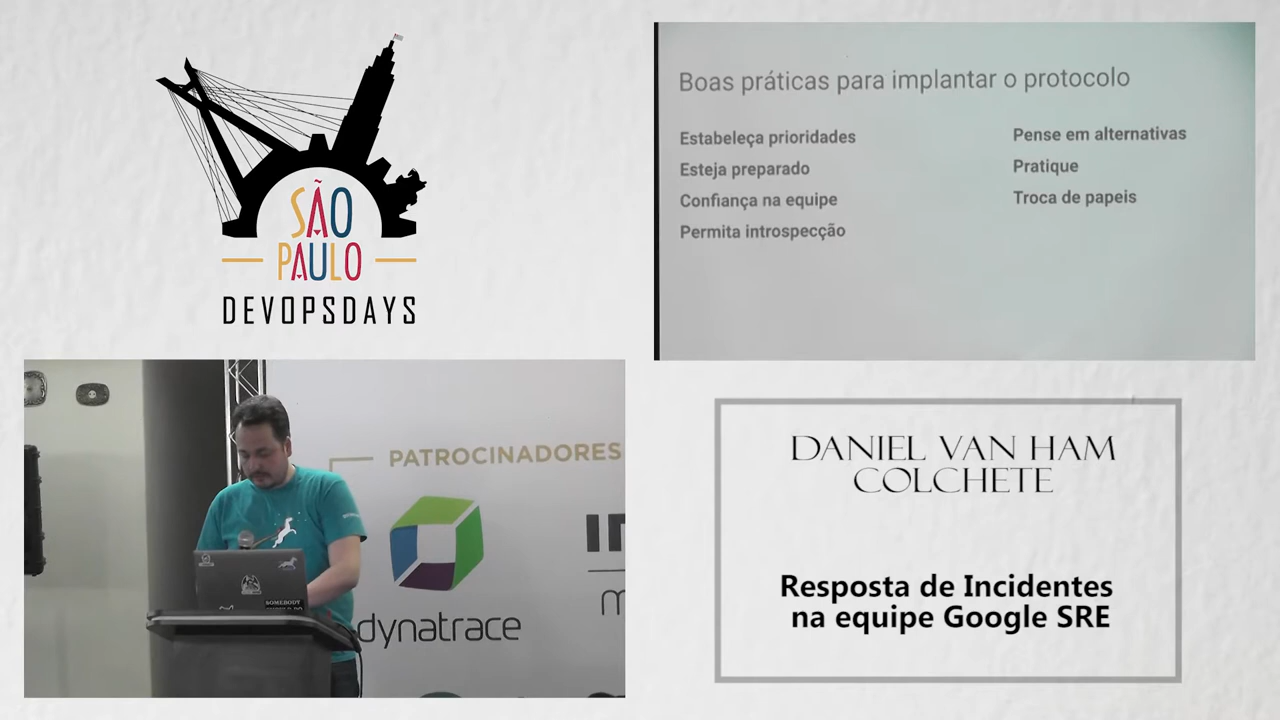 SÃO
PAULO
DEVOPSDAYS
Boas práticas para implantar o protocolo
Estabeleça prioridades
Esteja preparado
Confiança na equipe
Permita introspecção
Pense em alternativas
Pratique
Troca de papeis
PATROCINADORES
dynatrace
SOMEBODY
DANIEL VAN HAM
COLCHETE
Resposta de Incidentes
na equipe Google SRE